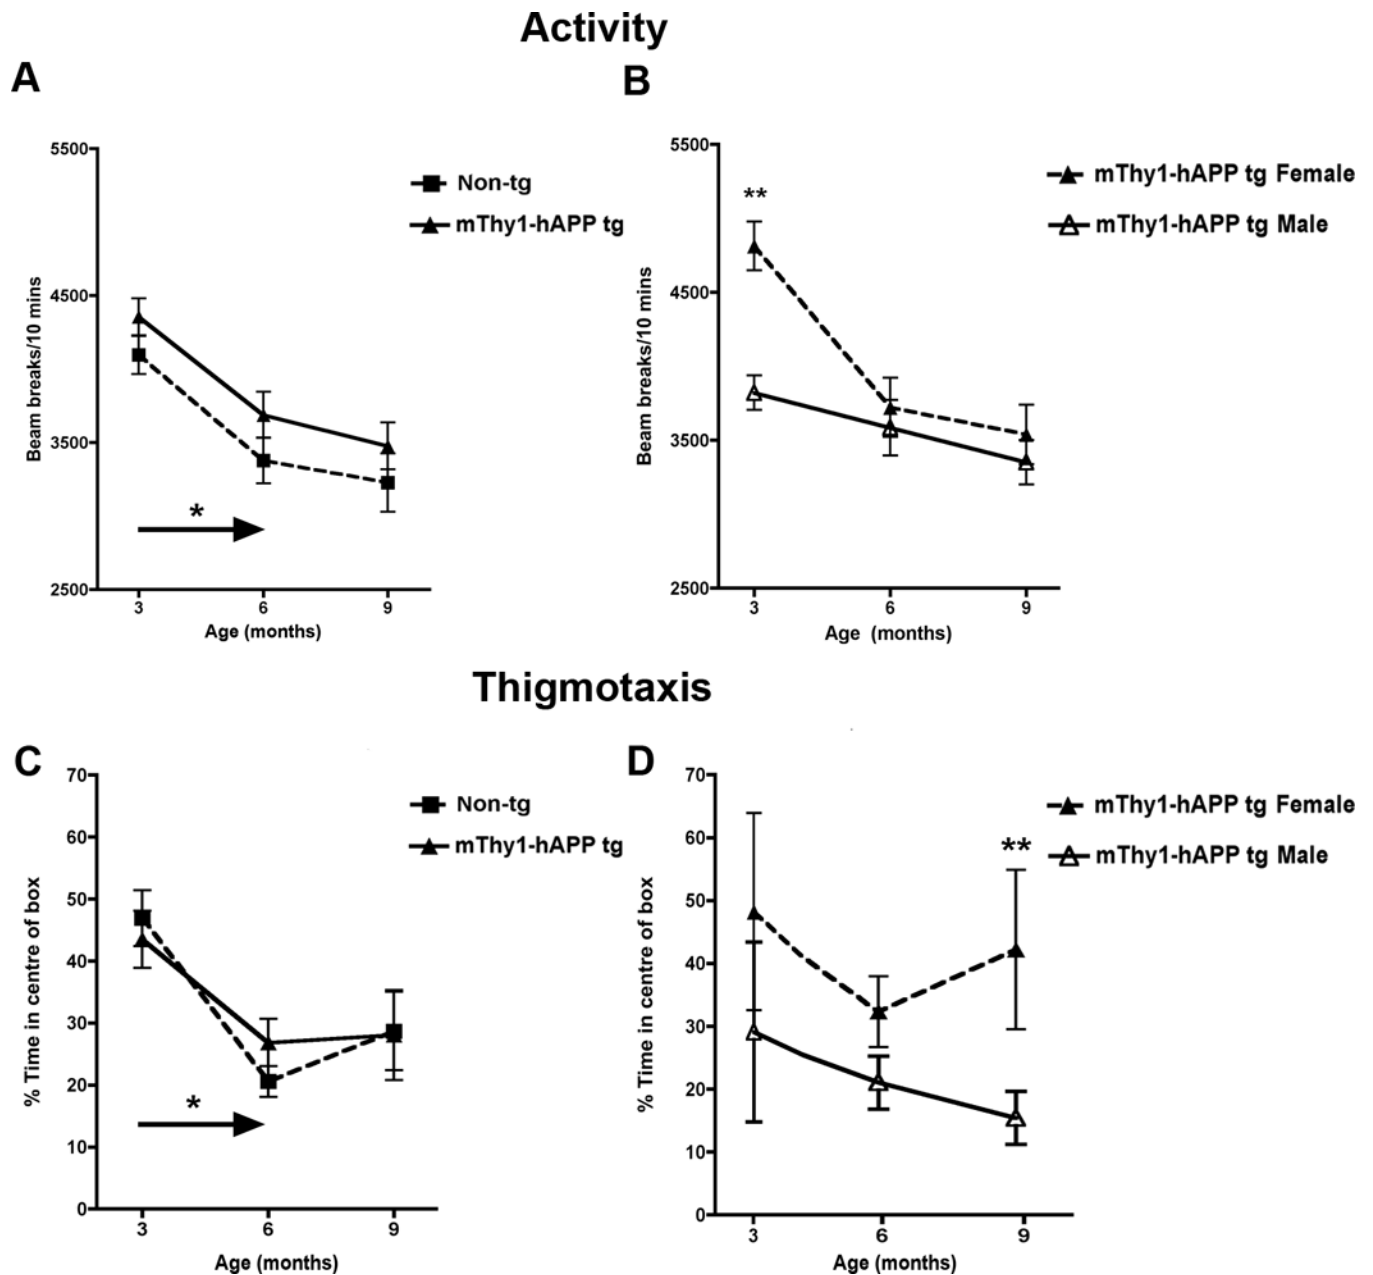 Activity
A
5500
4500
3500
2500
Beam breaks/10 mins
Non-tg
mThy1-hAPP tg
*
3 6 9
Age (months)
B
5500
4500
3500
2500
Beam breaks/10 mins
**
mThy1-hAPP tg Female
mThy1-hAPP tg Male
3 6 9
Age (months)
Thigmotaxis
C
70
60
50
40
30
20
10
0
% Time in centre of box
Non-tg
mThy1-hAPP tg
*
3 6 9
Age (months)
D
70
60
50
40
30
20
10
0
% Time in centre of box
**
mThy1-hAPP tg Female
mThy1-hAPP tg Male
3 6 9
Age (months)